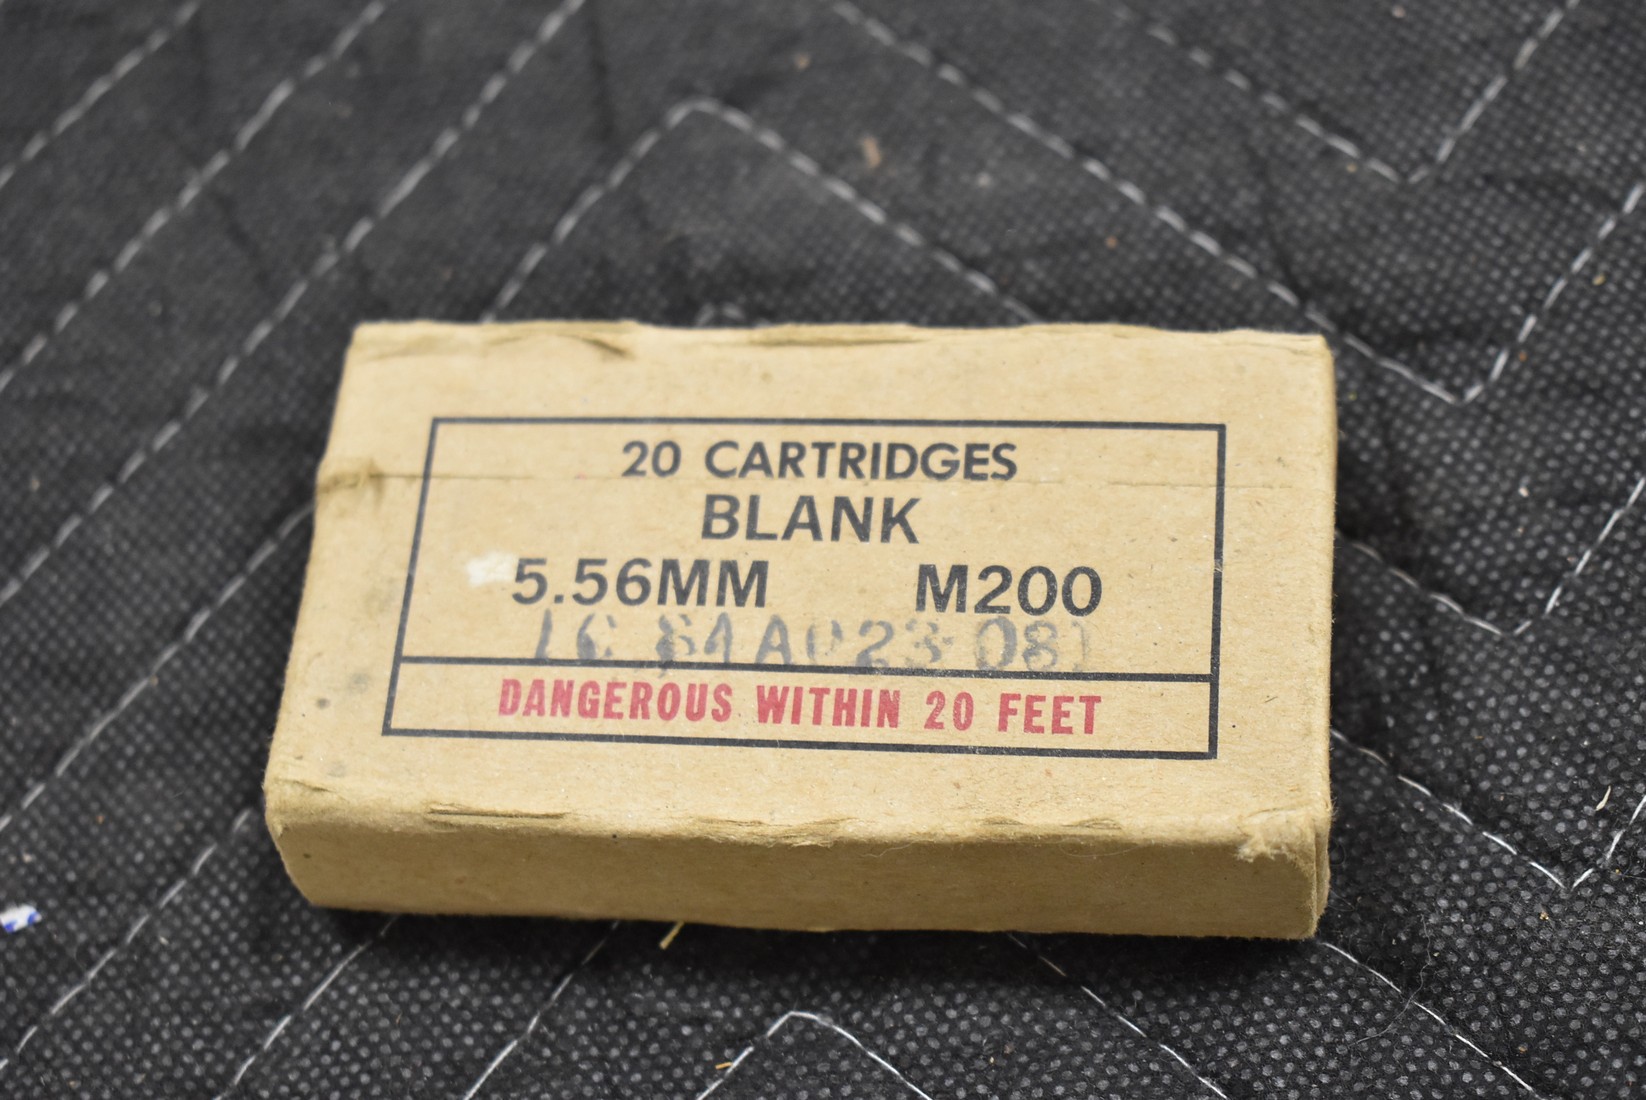 20 CARTRIDGES
BLANK
5.56MM M200
DANGEROUS WITHIN 20 FEET